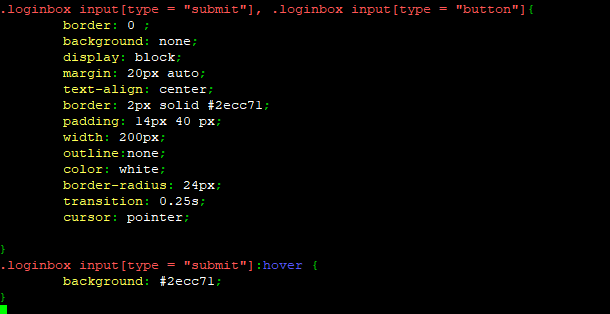 .loginbox input[type = "submit"], .loginbox input[type = "button"]{
        border: 0 ;
        background: none;
        display: block;
        margin: 20px auto;
        text-align: center;
        border: 2px solid #2ecc71;
        padding: 14px 40 px;
        width: 200px;
        outline:none;
        color: white;
        border-radius: 24px;
        transition: 0.25s;
        cursor: pointer;

}
.loginbox input[type = "submit"]:hover {
        background: #2ecc71;
}